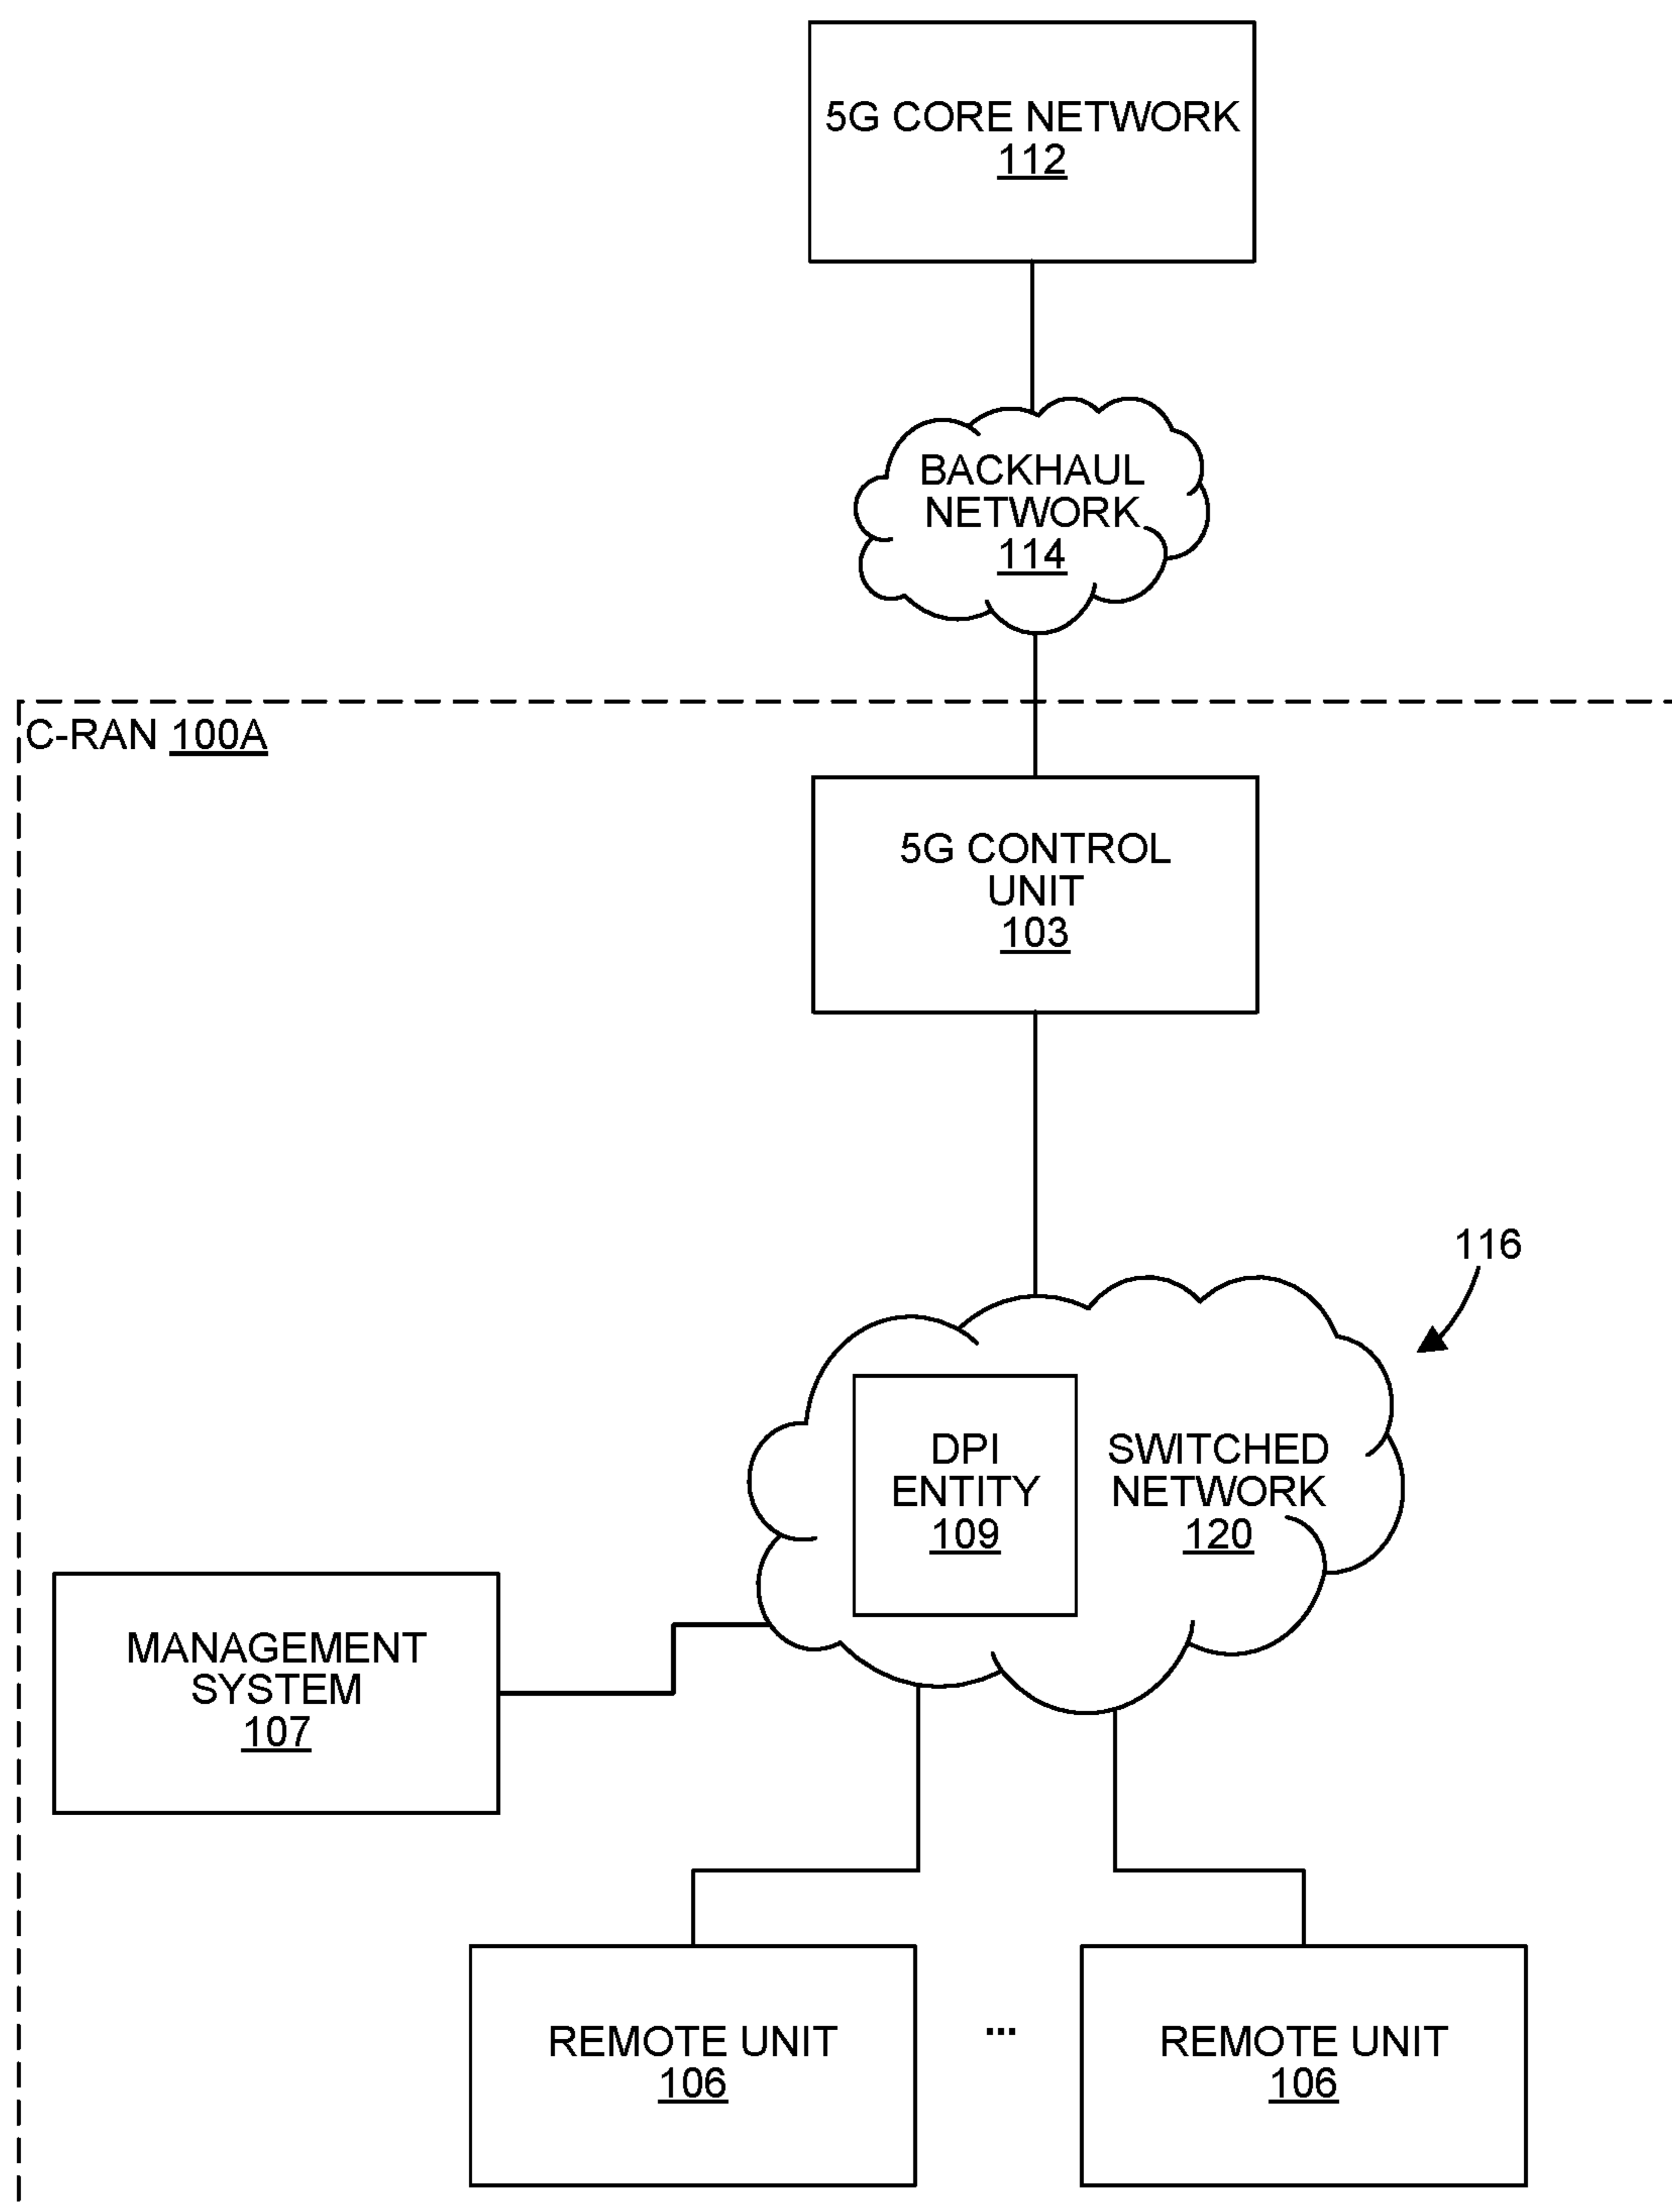 5G CORE NETWORK
112
BACKHAUL
NETWORK
114
C-RAN 100A
5G CONTROL
UNIT
103
116
DPI
ENTITY
109
SWITCHED
NETWORK
120
MANAGEMENT
SYSTEM
107
REMOTE UNIT
106
...
REMOTE UNIT
106